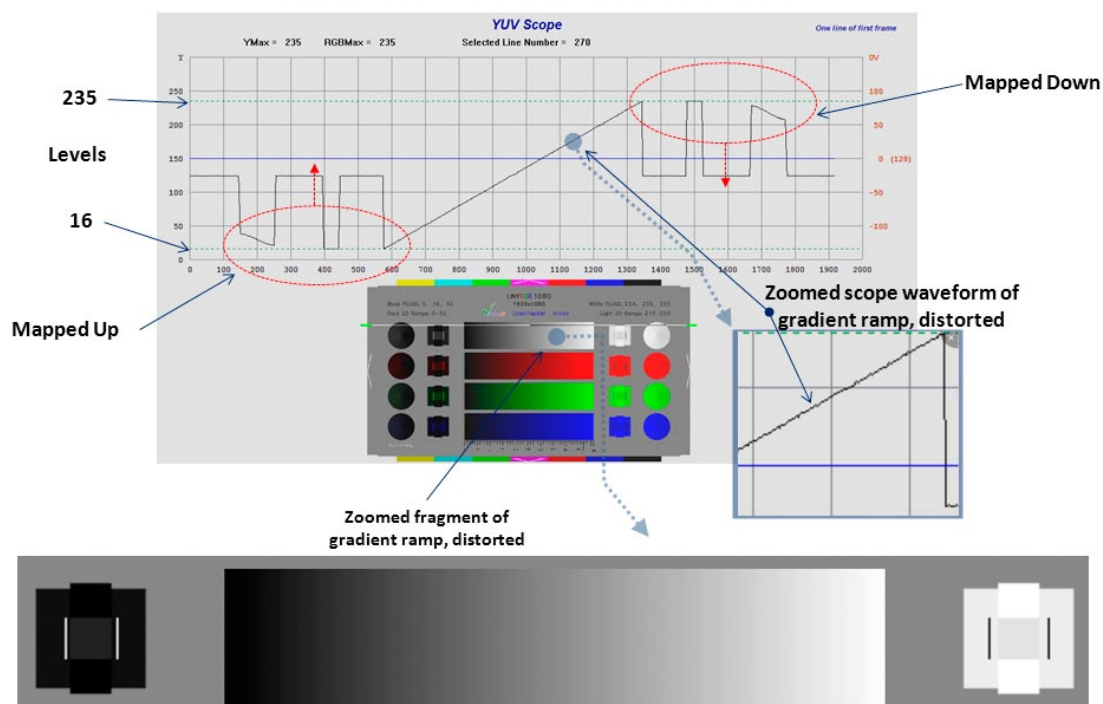 YUV Scope
One line of first frame
YMax = 235 RGBMax = 235 Selected Line Number = 270
Y
UV
250
200
150
100
50
0
100
50
0 (128)
-50
-100
0 100 200 300 400 500 600 700 800 900 1000 1100 1200 1300 1400 1500 1600 1700 1800 1900 2000
235
Levels
16
Mapped Up
Mapped Down
1920x1080
Zoomed scope waveform of
gradient ramp, distorted
Zoomed fragment of
gradient ramp, distorted